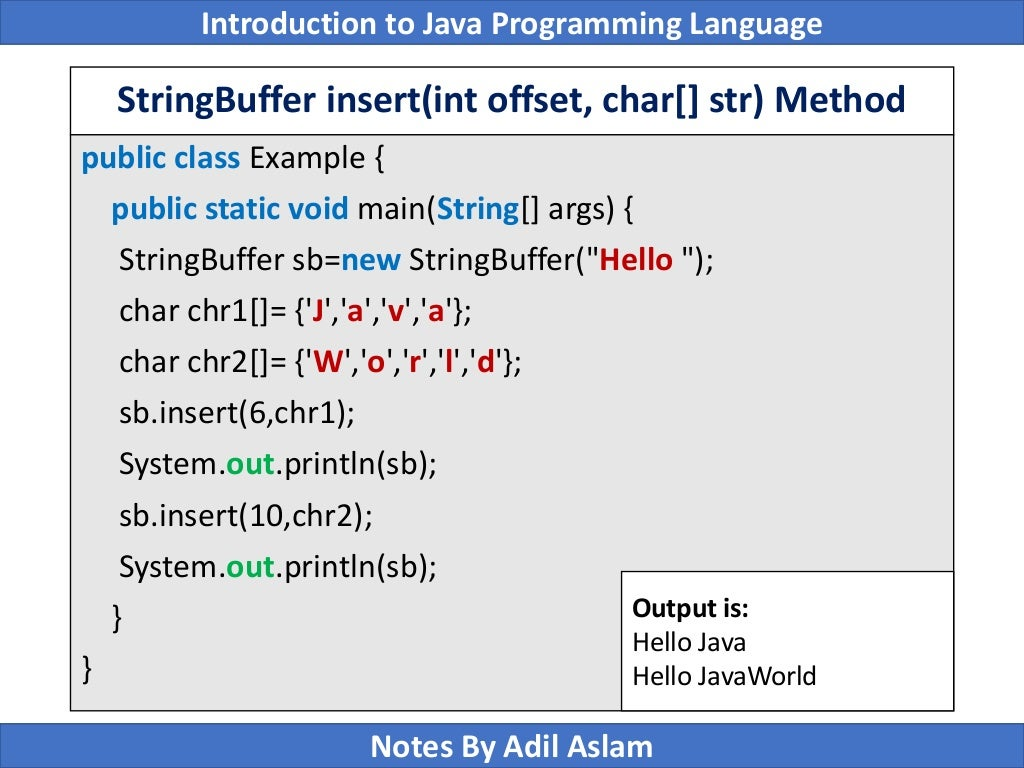 Introduction to Java Programming Language
StringBuffer insert(int offset, char[] str) Method
public class Example {
public static void main(String[] args) {
StringBuffer sb=new StringBuffer("Hello ");
char chr1[]= {'J','a','v','a'};
char chr2[]= {'W','o','r','l','d'};
sb.insert(6,chr1);
System.out.println(sb);
sb.insert(10,chr2);
System.out.println(sb);
}
}
Output is:
Hello Java
Hello JavaWorld
Notes By Adil Aslam